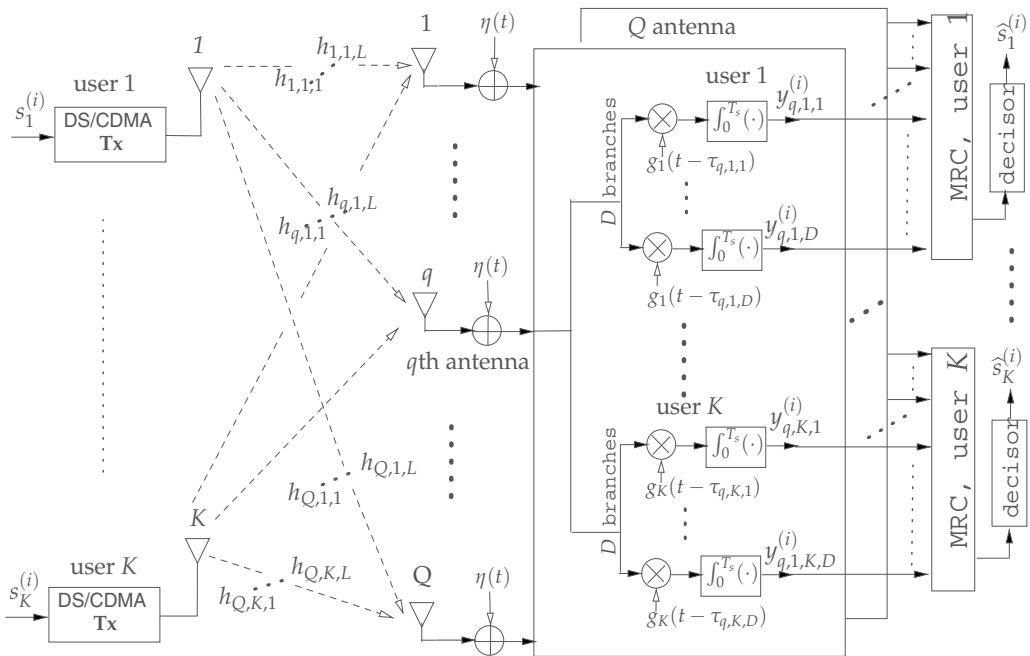 user 1
s_1^{(i)}
DS/CDMA
Tx
1
h_{1,1,1}
h_{1,1,L}
h_{q,1,1}
h_{q,1,L}
h_{Q,1,1}
h_{Q,1,L}
K
user K
s_K^{(i)}
DS/CDMA
Tx
h_{Q,K,1}
h_{Q,K,L}
1
η(t)
q
η(t)
qth antenna
Q
η(t)
Q antenna
D branches
user 1
∫_0^{T_s}(·)
y_{q,1,1}^{(i)}
g_1(t − τ_{q,1,1})
∫_0^{T_s}(·)
y_{q,1,D}^{(i)}
g_1(t − τ_{q,1,D})
D branches
user K
∫_0^{T_s}(·)
y_{q,K,1}^{(i)}
g_K(t − τ_{q,K,1})
∫_0^{T_s}(·)
y_{q,1,K,D}^{(i)}
g_K(t − τ_{q,K,D})
MRC, user 1
decisor
ŝ_1^{(i)}
MRC, user K
decisor
ŝ_K^{(i)}